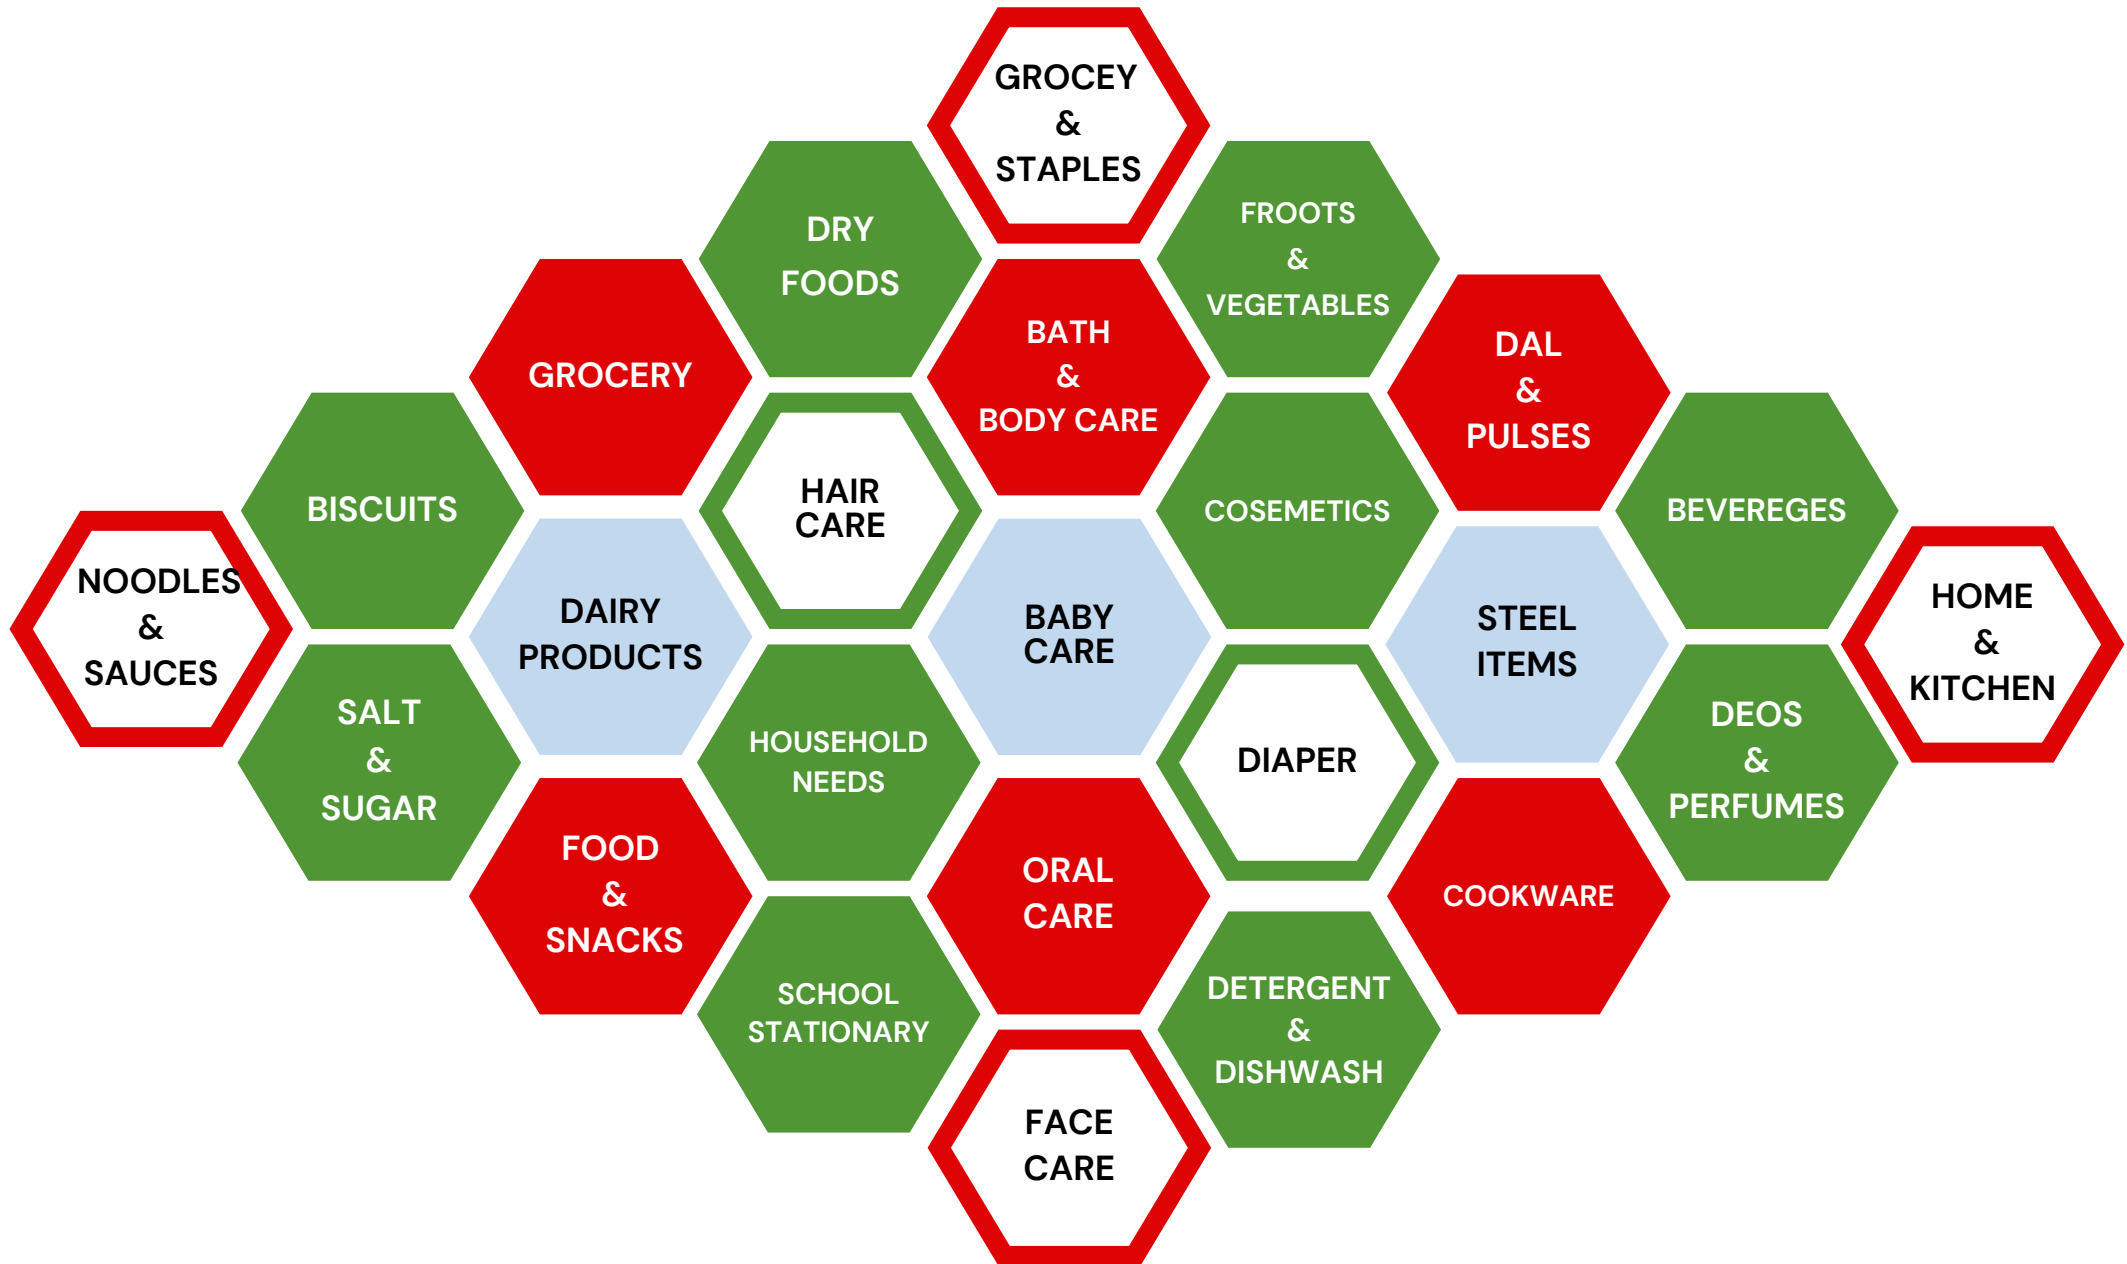 GROCEY
&
STAPLES
DRY
FOODS
FROOTS
&
VEGETABLES
GROCERY
BATH
&
BODY CARE
DAL
&
PULSES
BISCUITS
HAIR
CARE
COSEMETICS
BEVEREGES
NOODLES
&
SAUCES
DAIRY
PRODUCTS
BABY
CARE
STEEL
ITEMS
HOME
&
KITCHEN
SALT
&
SUGAR
HOUSEHOLD
NEEDS
DIAPER
DEOS
&
PERFUMES
FOOD
&
SNACKS
ORAL
CARE
COOKWARE
SCHOOL
STATIONARY
DETERGENT
&
DISHWASH
FACE
CARE